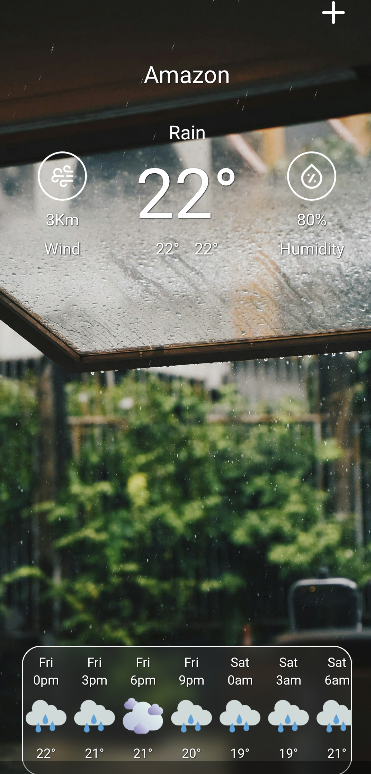 Amazon
Rain
22°
3Km
80%
Wind
22° 22°
Humidity
Fri Fri Fri Fri Sat Sat Sat
0pm 3pm 6pm 9pm 0am 3am 6am
22° 21° 21° 20° 19° 19° 21°